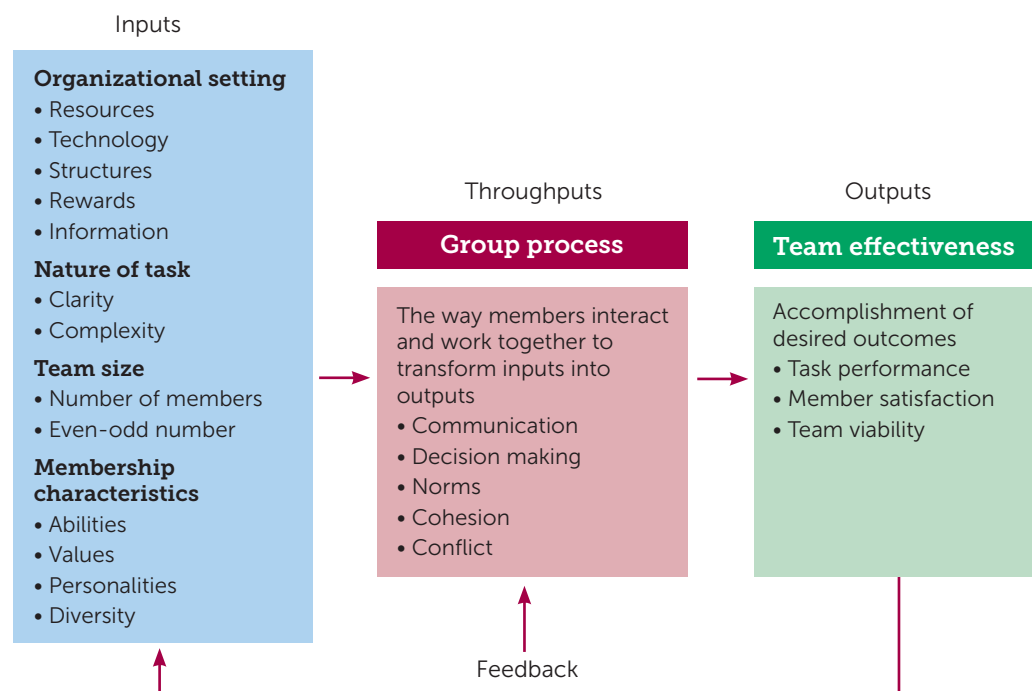 Inputs
Organizational setting
• Resources
• Technology
• Structures
• Rewards
• Information
Nature of task
• Clarity
• Complexity
Team size
• Number of members
• Even-odd number
Membership
characteristics
• Abilities
• Values
• Personalities
• Diversity
Throughputs
Group process
The way members interact
and work together to
transform inputs into
outputs
• Communication
• Decision making
• Norms
• Cohesion
• Conflict
Outputs
Team effectiveness
Accomplishment of
desired outcomes
• Task performance
• Member satisfaction
• Team viability
Feedback